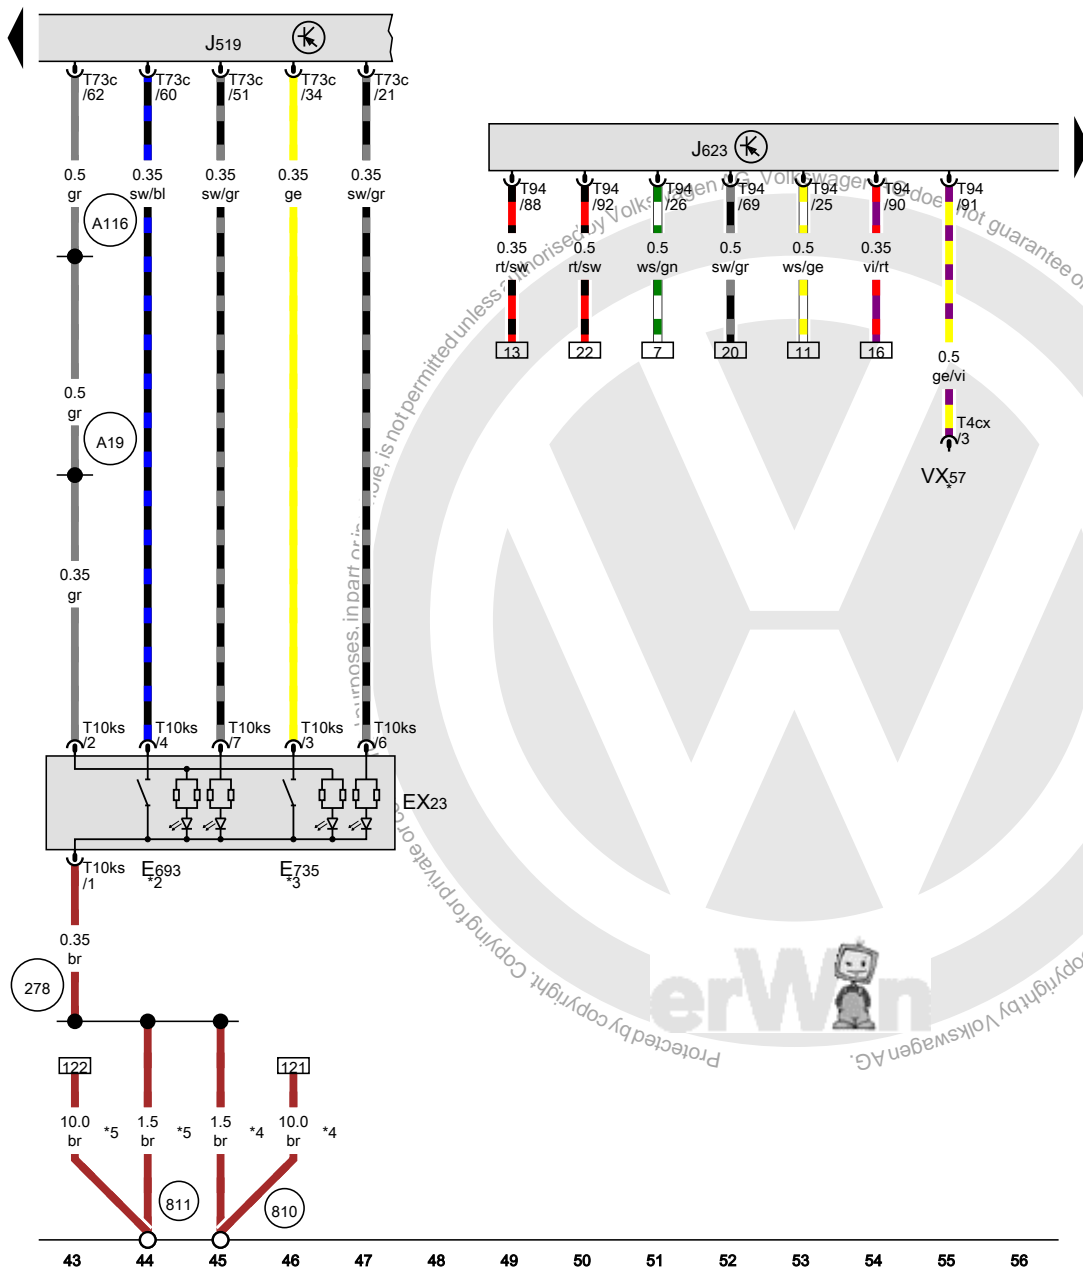 J519
T73c /62
T73c /60
T73c /51
T73c /34
T73c /21
0.5 gr
0.35 sw/bl
0.35 sw/gr
0.35 ge
0.35 sw/gr
A116
0.5 gr
A19
0.35 gr
T10ks /2
T10ks /4
T10ks /7
T10ks /3
T10ks /6
EX23
T10ks /1
E693 *2
E735 *3
0.35 br
278
122
121
10.0 br *5
1.5 br *5
1.5 br *4
10.0 br *4
811
810
J623
T94 /88
T94 /92
T94 /26
T94 /69
T94 /25
T94 /90
T94 /91
0.35 rt/sw
0.5 rt/sw
0.5 ws/gn
0.5 sw/gr
0.5 ws/ge
0.35 vi/rt
13
22
7
20
11
16
0.5 ge/vi
T4cx /3
VX57 *
erWin
Protected by copyright. Copying for private or
purposes, in part or in
, is not permitted unless
by Volkswagen AG. Volkswagen
does not guarantee
copyright by Volkswagen AG.
43 44 45 46 47 48 49 50 51 52 53 54 55 56